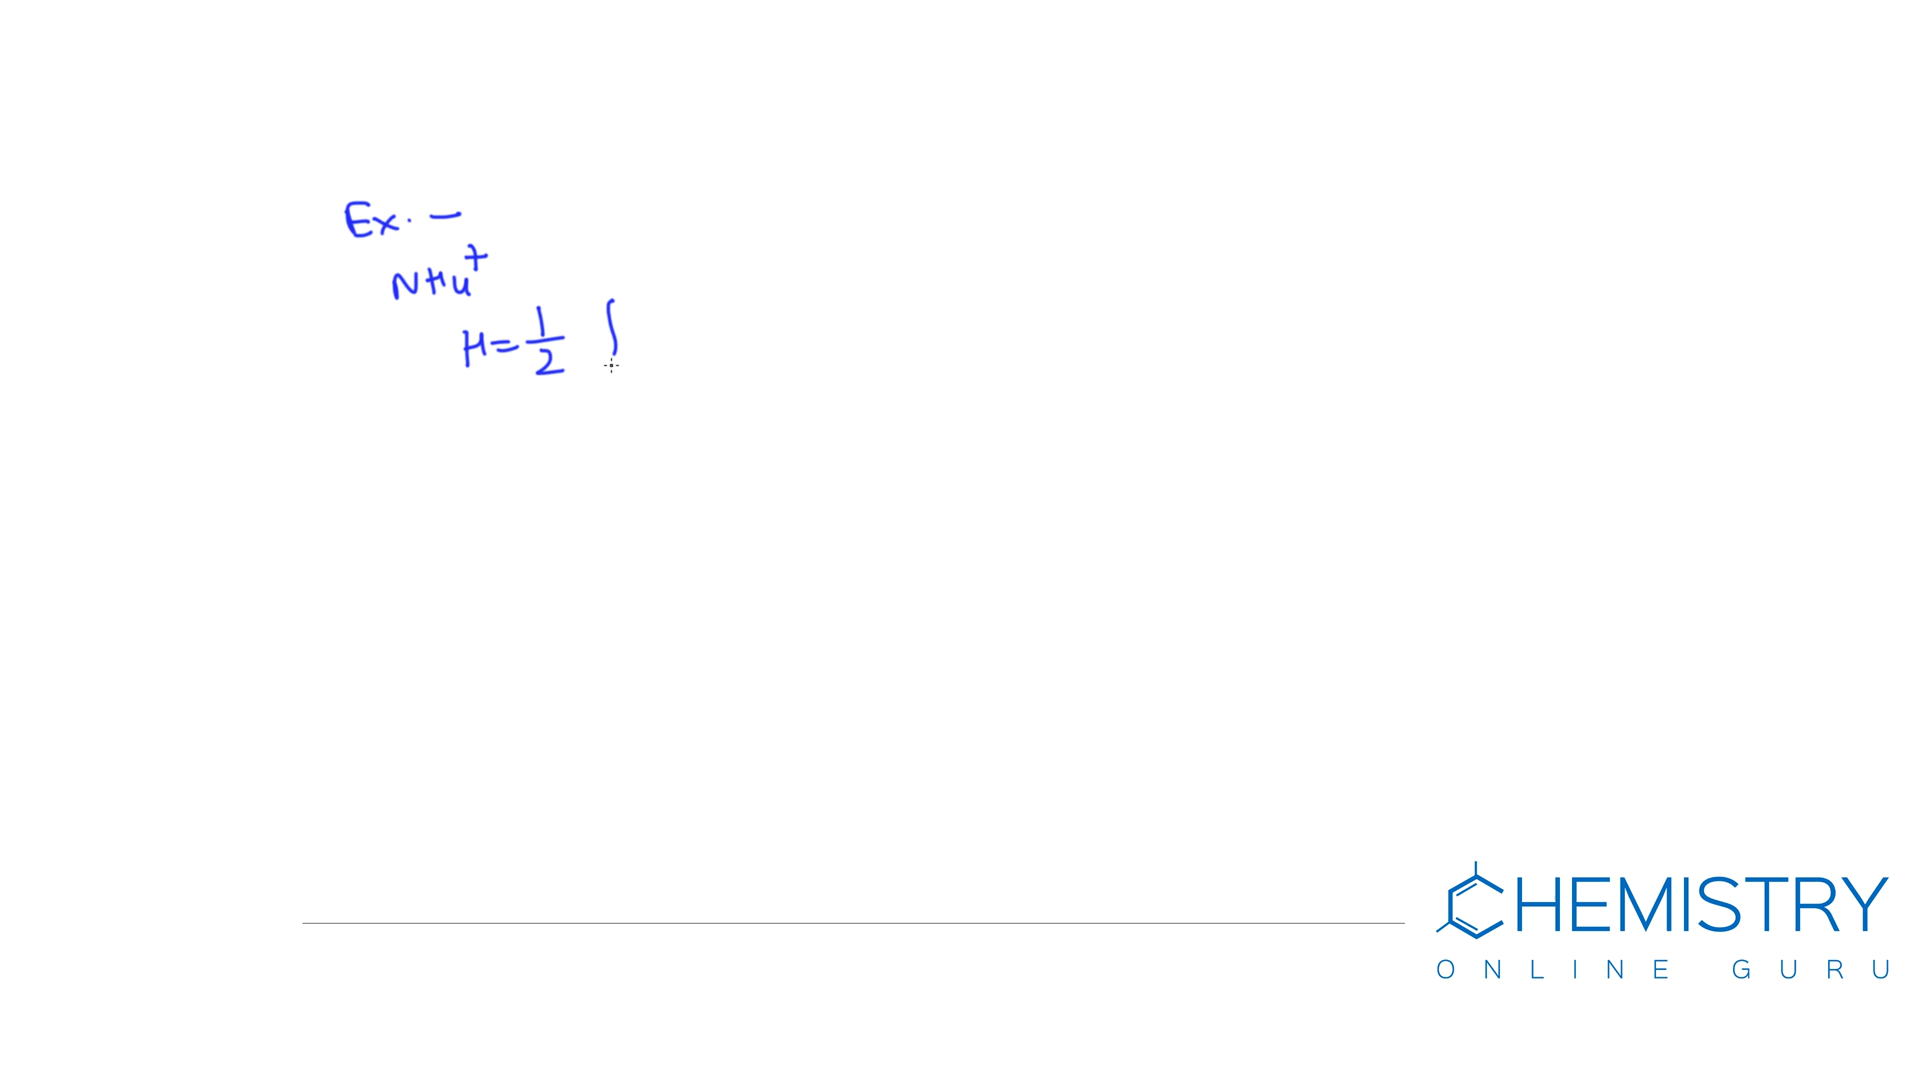 Ex. -
NH4+
H = 1/2 ∫
CHEMISTRY
ONLINE GURU